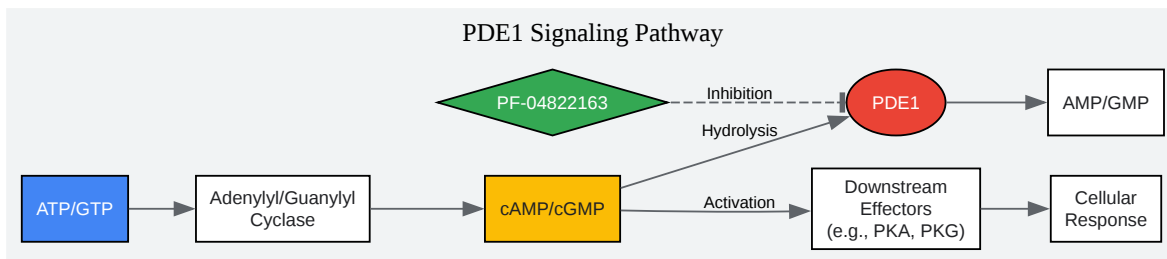 PDE1 Signaling Pathway
PF-04822163
Inhibition
PDE1
AMP/GMP
Hydrolysis
ATP/GTP
Adenylyl/Guanylyl
Cyclase
cAMP/cGMP
Activation
Downstream
Effectors
(e.g., PKA, PKG)
Cellular
Response